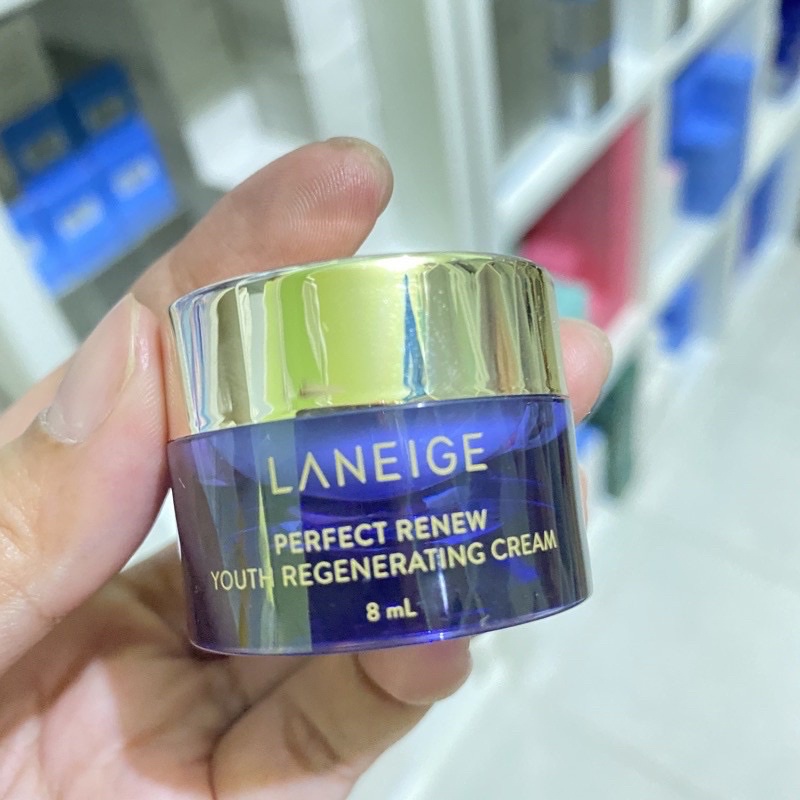 LANEIGE
PERFECT RENEW
YOUTH REGENERATING CREAM
8 mL